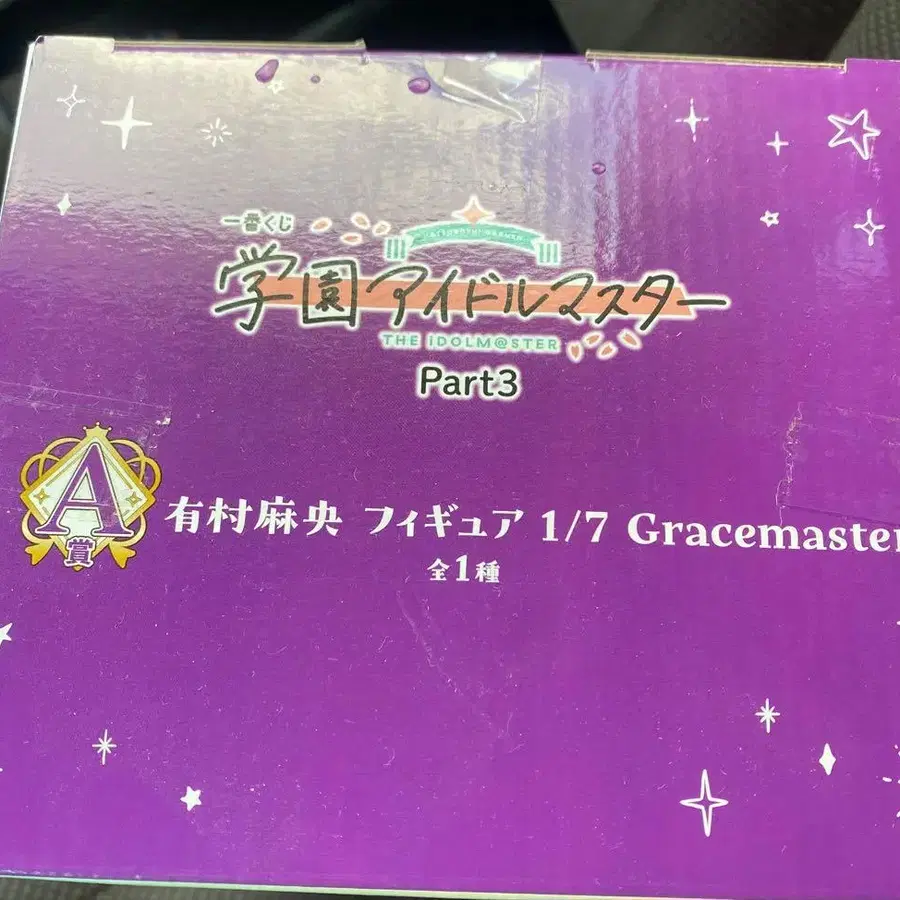 一番くじ
学園アイドルマスター
THE IDOLM@STER
Part3
A賞
有村麻央 フィギュア 1/7 Gracemaster
全1種